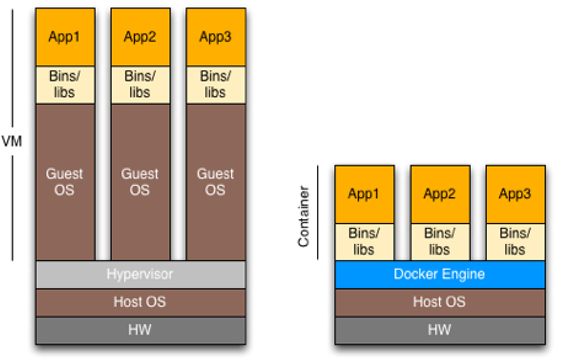 App1 App2 App3
Bins/ Bins/ Bins/
libs libs libs
VM
Guest Guest Guest
OS OS OS
Hypervisor
Host OS
HW
Container
App1 App2 App3
Bins/ Bins/ Bins/
libs libs libs
Docker Engine
Host OS
HW